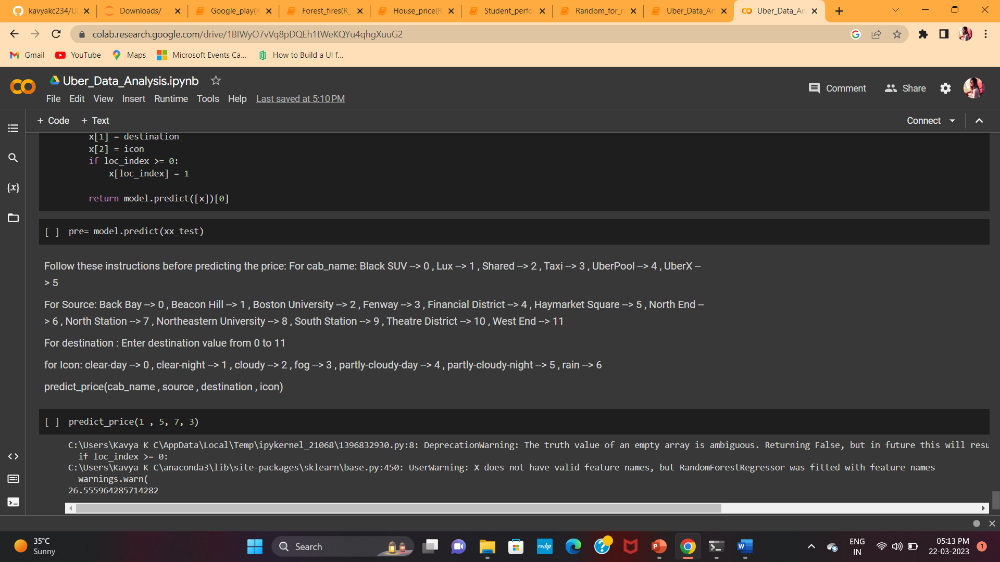 kavyakc234/U
Downloads/
Google_play(R
Forest_fires(R_
House_price(R
Student_perfo
Random_for_r
Uber_Data_An
Uber_Data_An
colab.research.google.com/drive/1BIWyO7vVq8pDQEh1tWeKQYu4qhgXuuG2
Gmail
YouTube
Maps
Microsoft Events Ca...
How to Build a UI f...
Uber_Data_Analysis.ipynb
File Edit View Insert Runtime Tools Help Last saved at 5:10 PM
Comment
Share
+ Code + Text
Connect
x[1] = destination
x[2] = icon
if loc_index >= 0:
x[loc_index] = 1
return model.predict([x])[0]
[ ] pre= model.predict(xx_test)
Follow these instructions before predicting the price: For cab_name: Black SUV --> 0 , Lux --> 1 , Shared --> 2 , Taxi --> 3 , UberPool --> 4 , UberX --
> 5
For Source: Back Bay --> 0 , Beacon Hill --> 1 , Boston University --> 2 , Fenway --> 3 , Financial District --> 4 , Haymarket Square --> 5 , North End --
> 6 , North Station --> 7 , Northeastern University --> 8 , South Station --> 9 , Theatre District --> 10 , West End --> 11
For destination : Enter destination value from 0 to 11
for Icon: clear-day --> 0 , clear-night --> 1 , cloudy --> 2 , fog --> 3 , partly-cloudy-day --> 4 , partly-cloudy-night --> 5 , rain --> 6
predict_price(cab_name , source , destination , icon)
[ ] predict_price(1 , 5, 7, 3)
C:\Users\Kavya K C\AppData\Local\Temp\ipykernel_21068\1396832930.py:8: DeprecationWarning: The truth value of an empty array is ambiguous. Returning False, but in future this will resu
if loc_index >= 0:
C:\Users\Kavya K C\anaconda3\lib\site-packages\sklearn\base.py:450: UserWarning: X does not have valid feature names, but RandomForestRegressor was fitted with feature names
warnings.warn(
26.555964285714282
{x}
35°C
Sunny
Search
myhp
ENG
IN
05:13 PM
22-03-2023
1